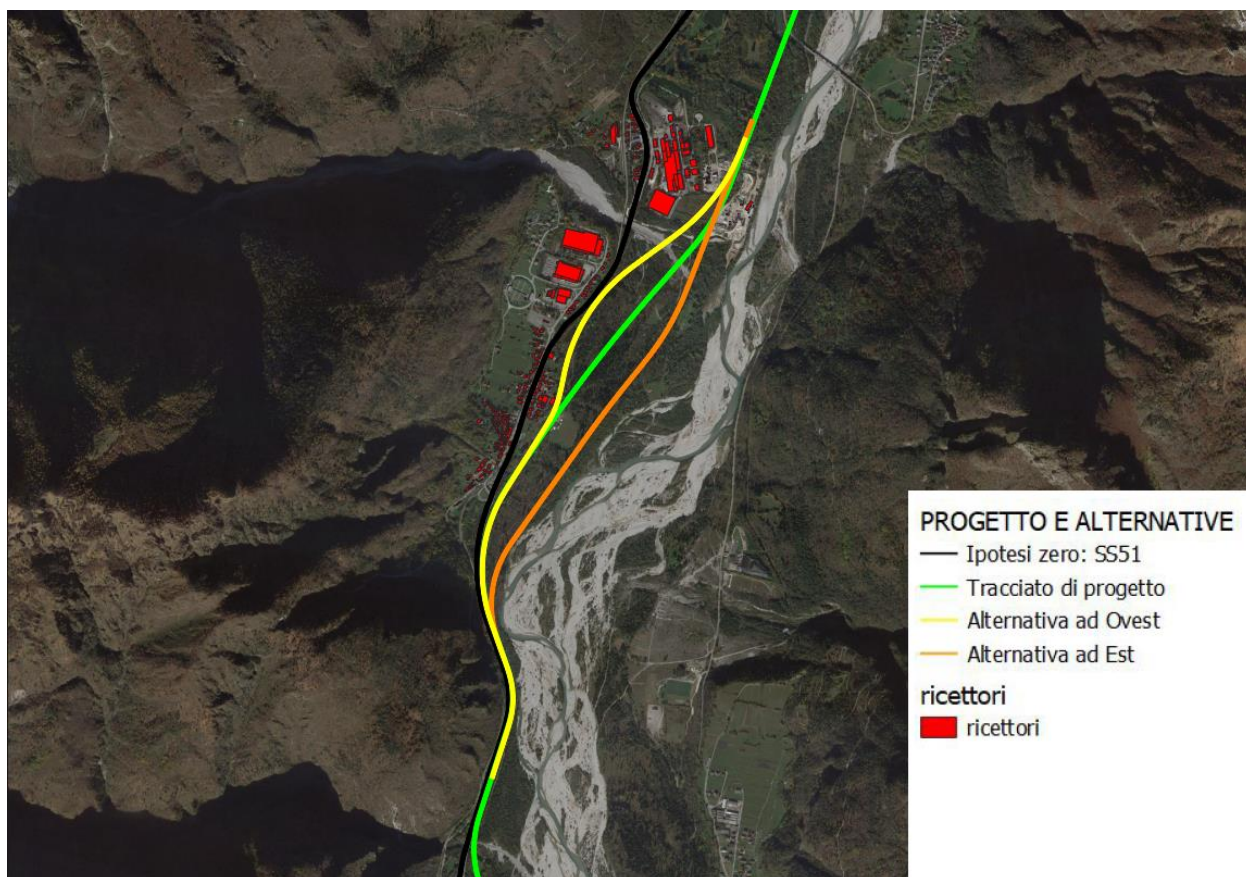 PROGETTO E ALTERNATIVE
Ipotesi zero: SS51
Tracciato di progetto
Alternativa ad Ovest
Alternativa ad Est
ricettori
ricettori